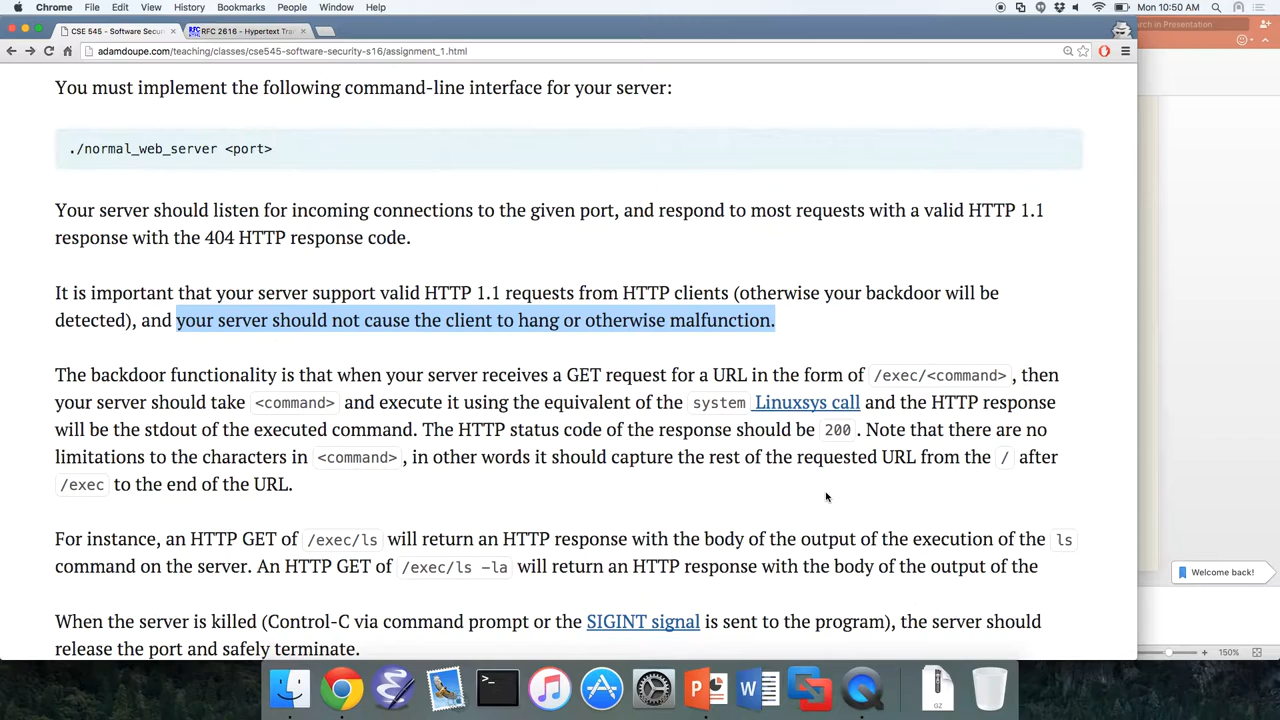 Chrome File Edit View History Bookmarks People Window Help Mon 10:50 AM
CSE 545 - Software Securi × RFC 2616 - Hypertext Tra ×
adamdoupe.com/teaching/classes/cse545-software-security-s16/assignment_1.html
rch in Presentation
You must implement the following command-line interface for your server:
./normal_web_server <port>
Your server should listen for incoming connections to the given port, and respond to most requests with a valid HTTP 1.1
response with the 404 HTTP response code.
It is important that your server support valid HTTP 1.1 requests from HTTP clients (otherwise your backdoor will be
detected), and your server should not cause the client to hang or otherwise malfunction.
The backdoor functionality is that when your server receives a GET request for a URL in the form of /exec/<command>, then
your server should take <command> and execute it using the equivalent of the system Linuxsys call and the HTTP response
will be the stdout of the executed command. The HTTP status code of the response should be 200. Note that there are no
limitations to the characters in <command>, in other words it should capture the rest of the requested URL from the / after
/exec to the end of the URL.
For instance, an HTTP GET of /exec/ls will return an HTTP response with the body of the output of the execution of the ls
command on the server. An HTTP GET of /exec/ls -la will return an HTTP response with the body of the output of the
When the server is killed (Control-C via command prompt or the SIGINT signal is sent to the program), the server should
release the port and safely terminate.
Welcome back!
150%